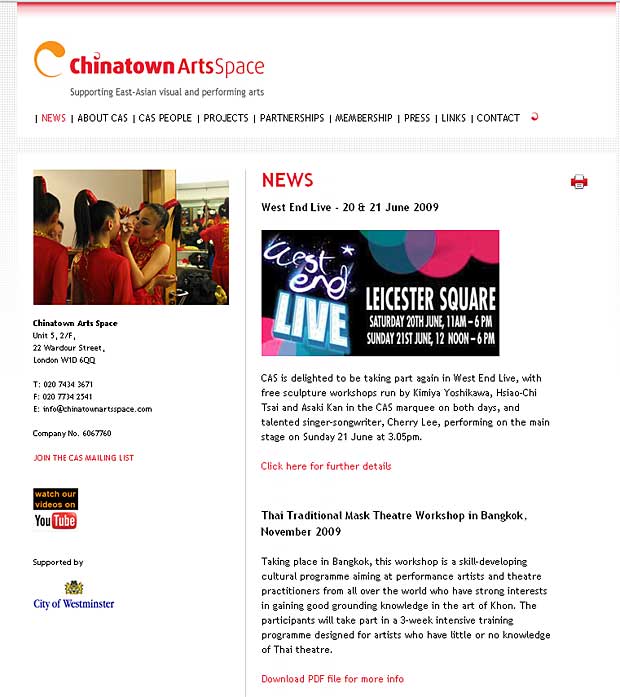 Chinatown ArtsSpace
Supporting East-Asian visual and performing arts
| NEWS | ABOUT CAS | CAS PEOPLE | PROJECTS | PARTNERSHIPS | MEMBERSHIP | PRESS | LINKS | CONTACT
Chinatown Arts Space
Unit 5, 2/F,
22 Wardour Street,
London W1D 6QQ
T: 020 7434 3671
F: 020 7734 2541
E: info@chinatownartsspace.com
Company No. 6067760
JOIN THE CAS MAILING LIST
watch our
videos on
YouTube
Supported by
City of Westminster
NEWS
West End Live - 20 & 21 June 2009
west
end
LIVE
LEICESTER SQUARE
SATURDAY 20TH JUNE, 11AM – 6 PM
SUNDAY 21ST JUNE, 12 NOON – 6 PM
CAS is delighted to be taking part again in West End Live, with
free sculpture workshops run by Kimiya Yoshikawa, Hsiao-Chi
Tsai and Asaki Kan in the CAS marquee on both days, and
talented singer-songwriter, Cherry Lee, performing on the main
stage on Sunday 21 June at 3.05pm.
Click here for further details
Thai Traditional Mask Theatre Workshop in Bangkok,
November 2009
Taking place in Bangkok, this workshop is a skill-developing
cultural programme aiming at performance artists and theatre
practitioners from all over the world who have strong interests
in gaining good grounding knowledge in the art of Khon. The
participants will take part in a 3-week intensive training
programme designed for artists who have little or no knowledge
of Thai theatre.
Download PDF file for more info